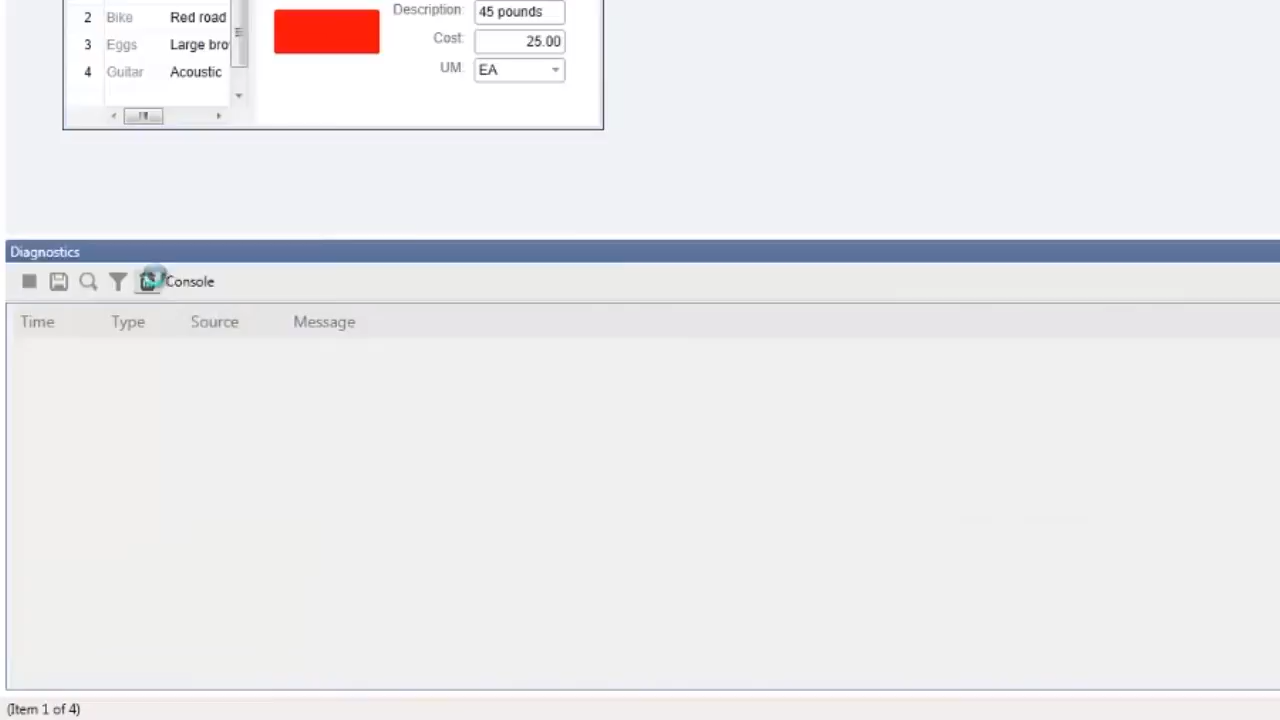 Description: 45 pounds
2 Bike Red road
Cost: 25.00
3 Eggs Large bro
UM: EA
4 Guitar Acoustic
Diagnostics
Console
Time Type Source Message
(Item 1 of 4)